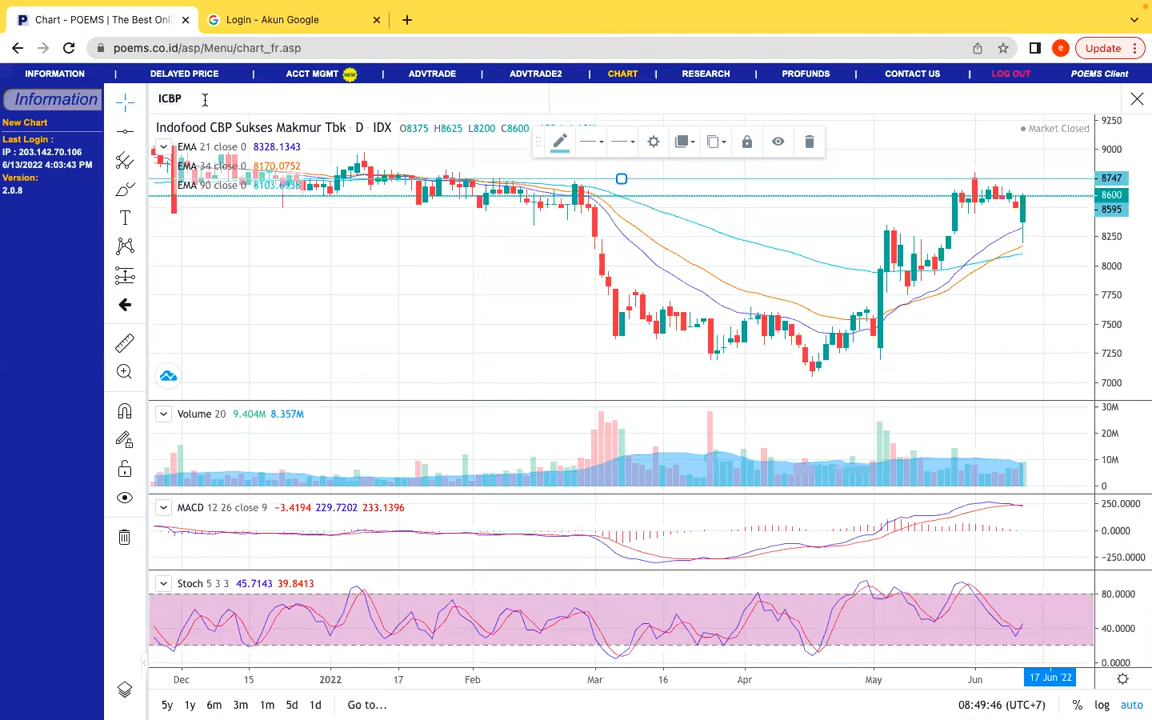 Chart - POEMS | The Best Onli
Login - Akun Google
poems.co.id/asp/Menu/chart_fr.asp
Update
INFORMATION | DELAYED PRICE | ACCT MGMT NEW | ADVTRADE | ADVTRADE2 | CHART | RESEARCH | PROFUNDS | CONTACT US | LOG OUT POEMS Client
Information
New Chart
Last Login :
IP : 203.142.70.106
6/13/2022 4:03:43 PM
Version:
2.0.8
ICBP
Indofood CBP Sukses Makmur Tbk · D · IDX O8375 H8625 L8200 C8600
Market Closed
EMA 21 close 0 8328.1343
EMA 34 close 0 8170.0752
EMA 90 close 0 8103.6938
9250
9000
8747
8600
8595
8250
8000
7750
7500
7250
7000
Volume 20 9.404M 8.357M
30M
20M
10M
0
MACD 12 26 close 9 −3.4194 229.7202 233.1396
250.0000
0.0000
−250.0000
Stoch 5 3 3 45.7143 39.8413
80.0000
40.0000
0.0000
Dec 15 2022 17 Feb Mar 16 Apr May Jun 17 Jun '22
5y 1y 6m 3m 1m 5d 1d Go to... 08:49:46 (UTC+7) % log auto